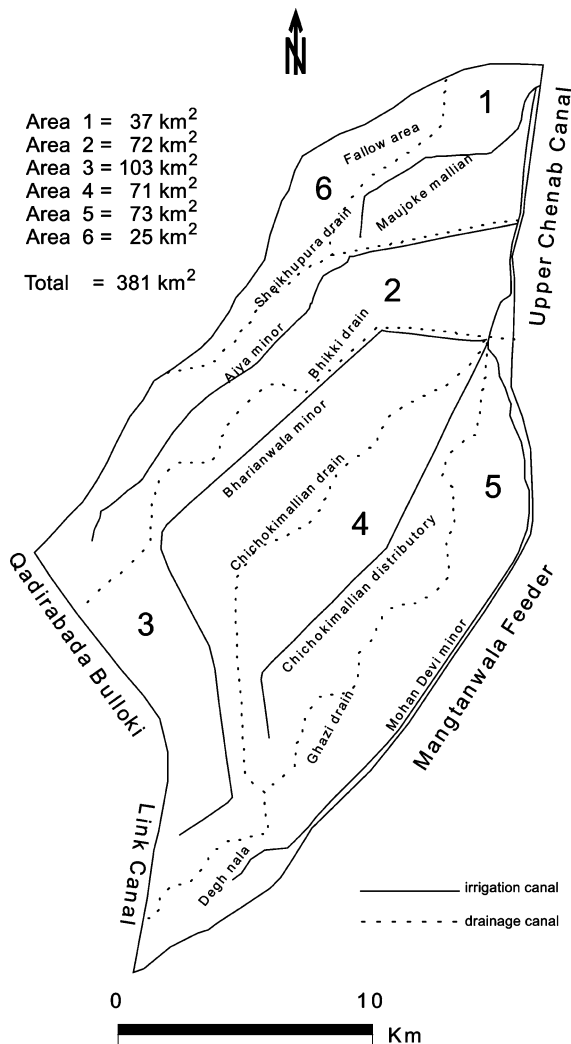 N
Area 1 = 37 km²
Area 2 = 72 km²
Area 3 = 103 km²
Area 4 = 71 km²
Area 5 = 73 km²
Area 6 = 25 km²
Total = 381 km²
1
Fallow area
6
Maujoke mallian
Upper Chenab Canal
Sheikhupura drain
2
Aiya minor
Bhikki drain
Bharianwala minor
Chichokimallian drain
5
4
Chichokimallian distributory
3
Qadirabada Bulloki
Link Canal
Mohan Devi minor
Mangtanwala Feeder
Ghazi drain
Degh nala
irrigation canal
drainage canal
0 10
Km